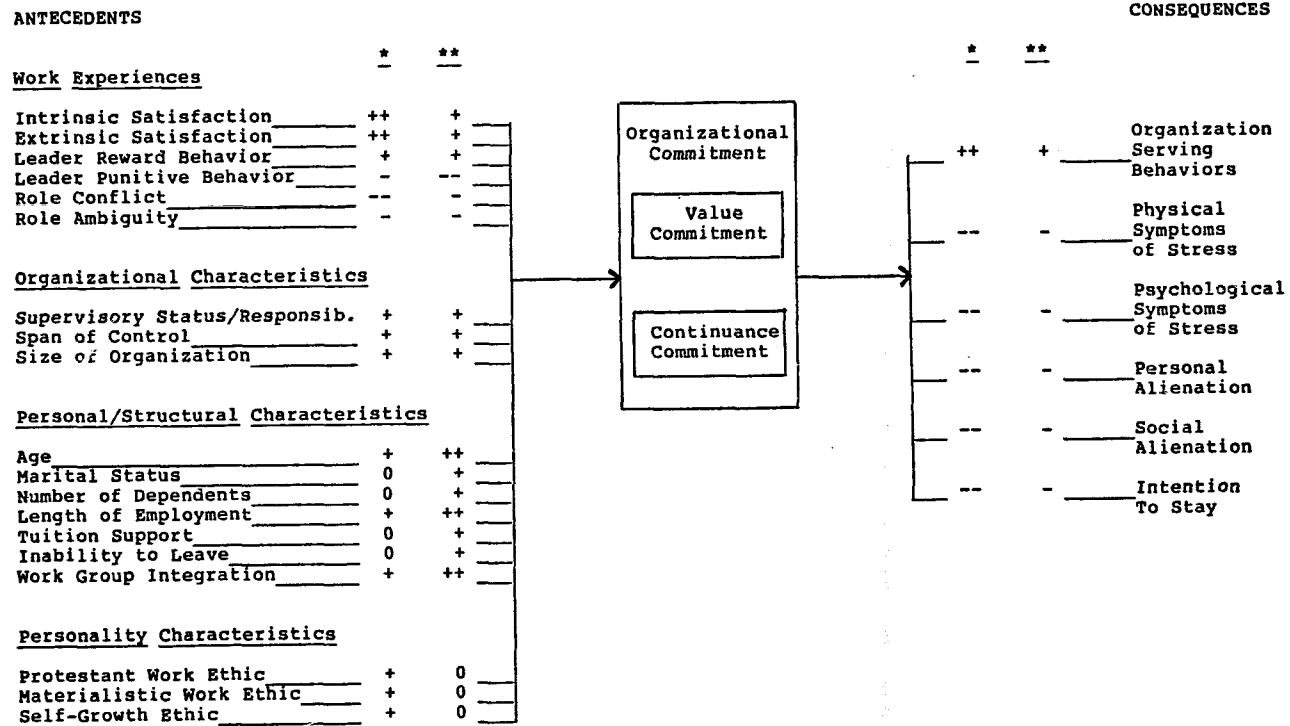 ANTECEDENTS
* **
Work Experiences
Intrinsic Satisfaction ++ +
Extrinsic Satisfaction ++ +
Leader Reward Behavior + +
Leader Punitive Behavior - --
Role Conflict -- -
Role Ambiguity - -
Organizational Characteristics
Supervisory Status/Responsib. + +
Span of Control + +
Size of Organization + +
Personal/Structural Characteristics
Age + ++
Marital Status 0 +
Number of Dependents 0 +
Length of Employment + ++
Tuition Support 0 +
Inability to Leave 0 +
Work Group Integration + ++
Personality Characteristics
Protestant Work Ethic + 0
Materialistic Work Ethic + 0
Self-Growth Ethic + 0
Organizational
Commitment
Value
Commitment
Continuance
Commitment
CONSEQUENCES
* **
Organization
++ + Serving
Behaviors
Physical
-- - Symptoms
of Stress
Psychological
-- - Symptoms
of Stress
-- - Personal
Alienation
-- - Social
Alienation
-- - Intention
To Stay